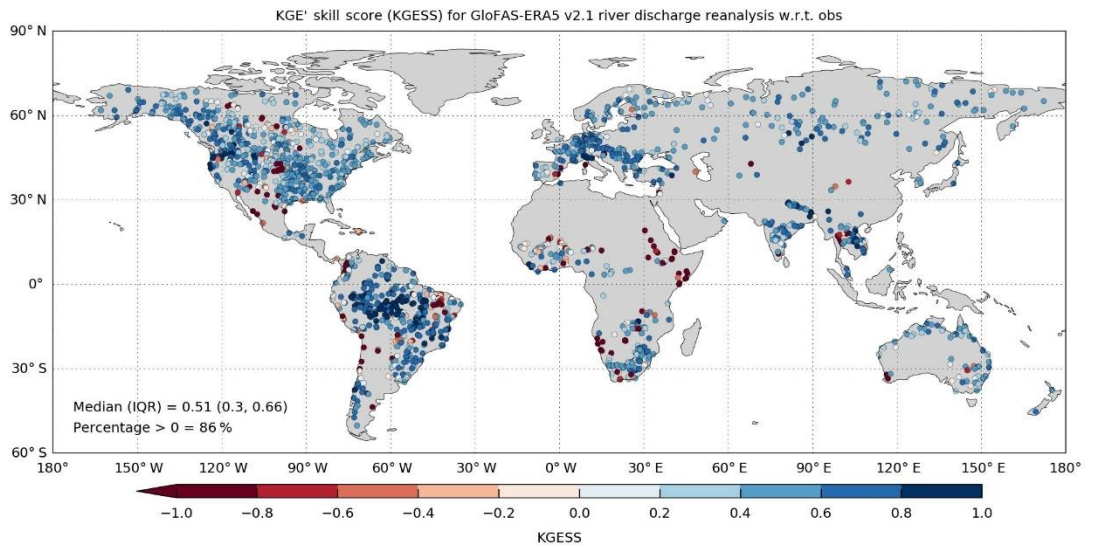 KGE' skill score (KGESS) for GloFAS-ERA5 v2.1 river discharge reanalysis w.r.t. obs
90° N
60° N
30° N
0°
30° S
60° S
Median (IQR) = 0.51 (0.3, 0.66)
Percentage > 0 = 86 %
180° 150° W 120° W 90° W 60° W 30° W 0° W 30° E 60° E 90° E 120° E 150° E 180°
−1.0 −0.8 −0.6 −0.4 −0.2 0.0 0.2 0.4 0.6 0.8 1.0
KGESS